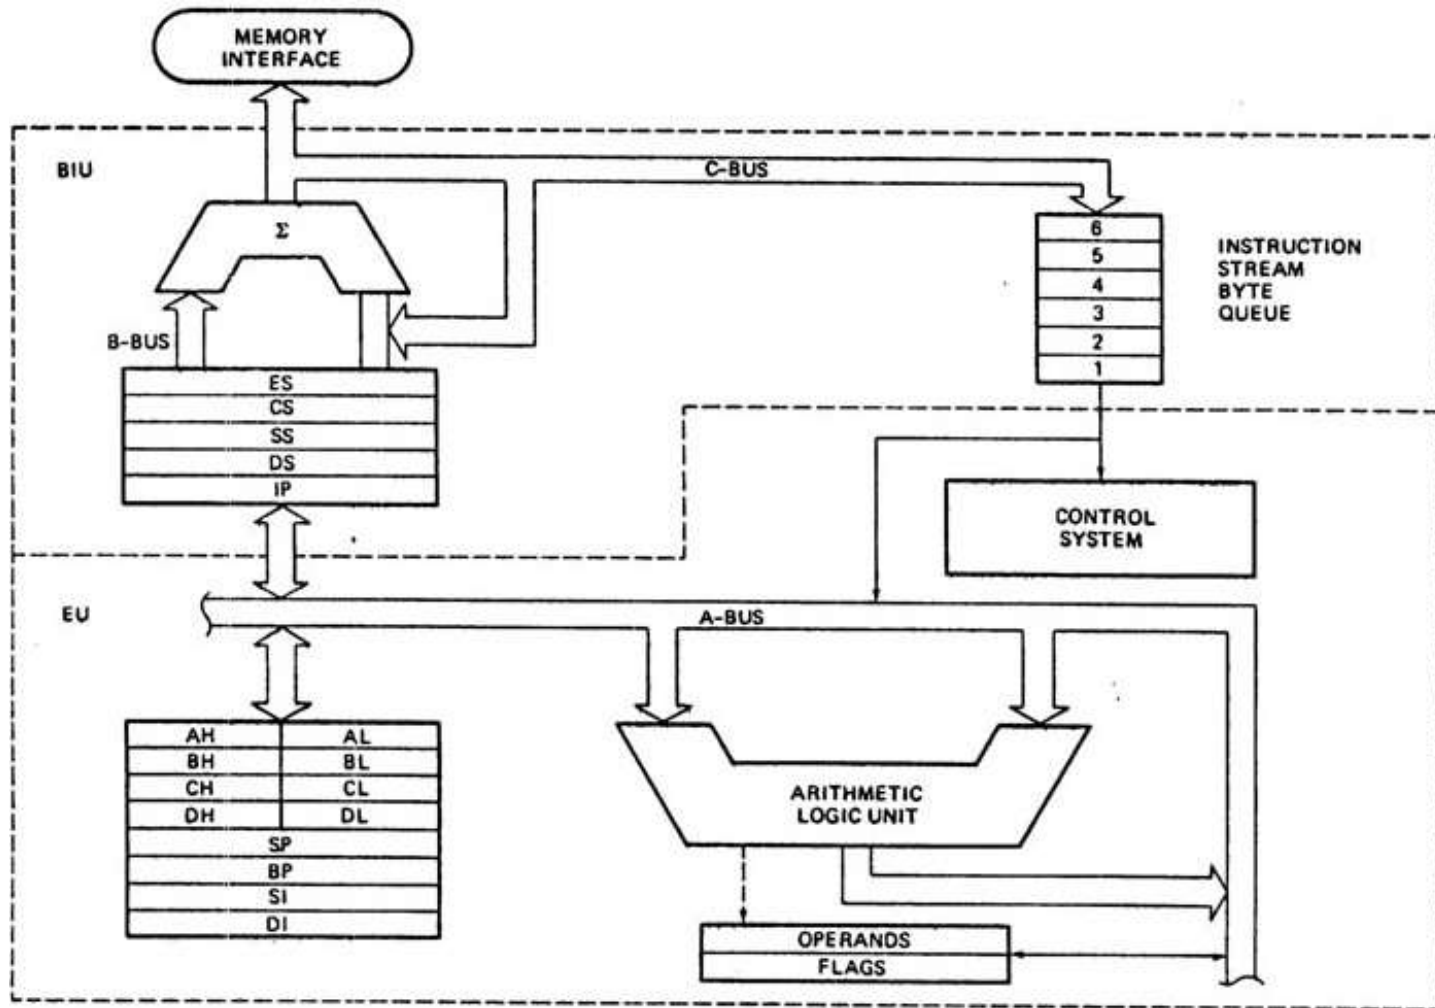 MEMORY
INTERFACE
BIU
C-BUS
Σ
B-BUS
6
5
4
3
2
1
INSTRUCTION
STREAM
BYTE
QUEUE
ES
CS
SS
DS
IP
CONTROL
SYSTEM
EU
A-BUS
AH AL
BH BL
CH CL
DH DL
SP
BP
SI
DI
ARITHMETIC
LOGIC UNIT
OPERANDS
FLAGS